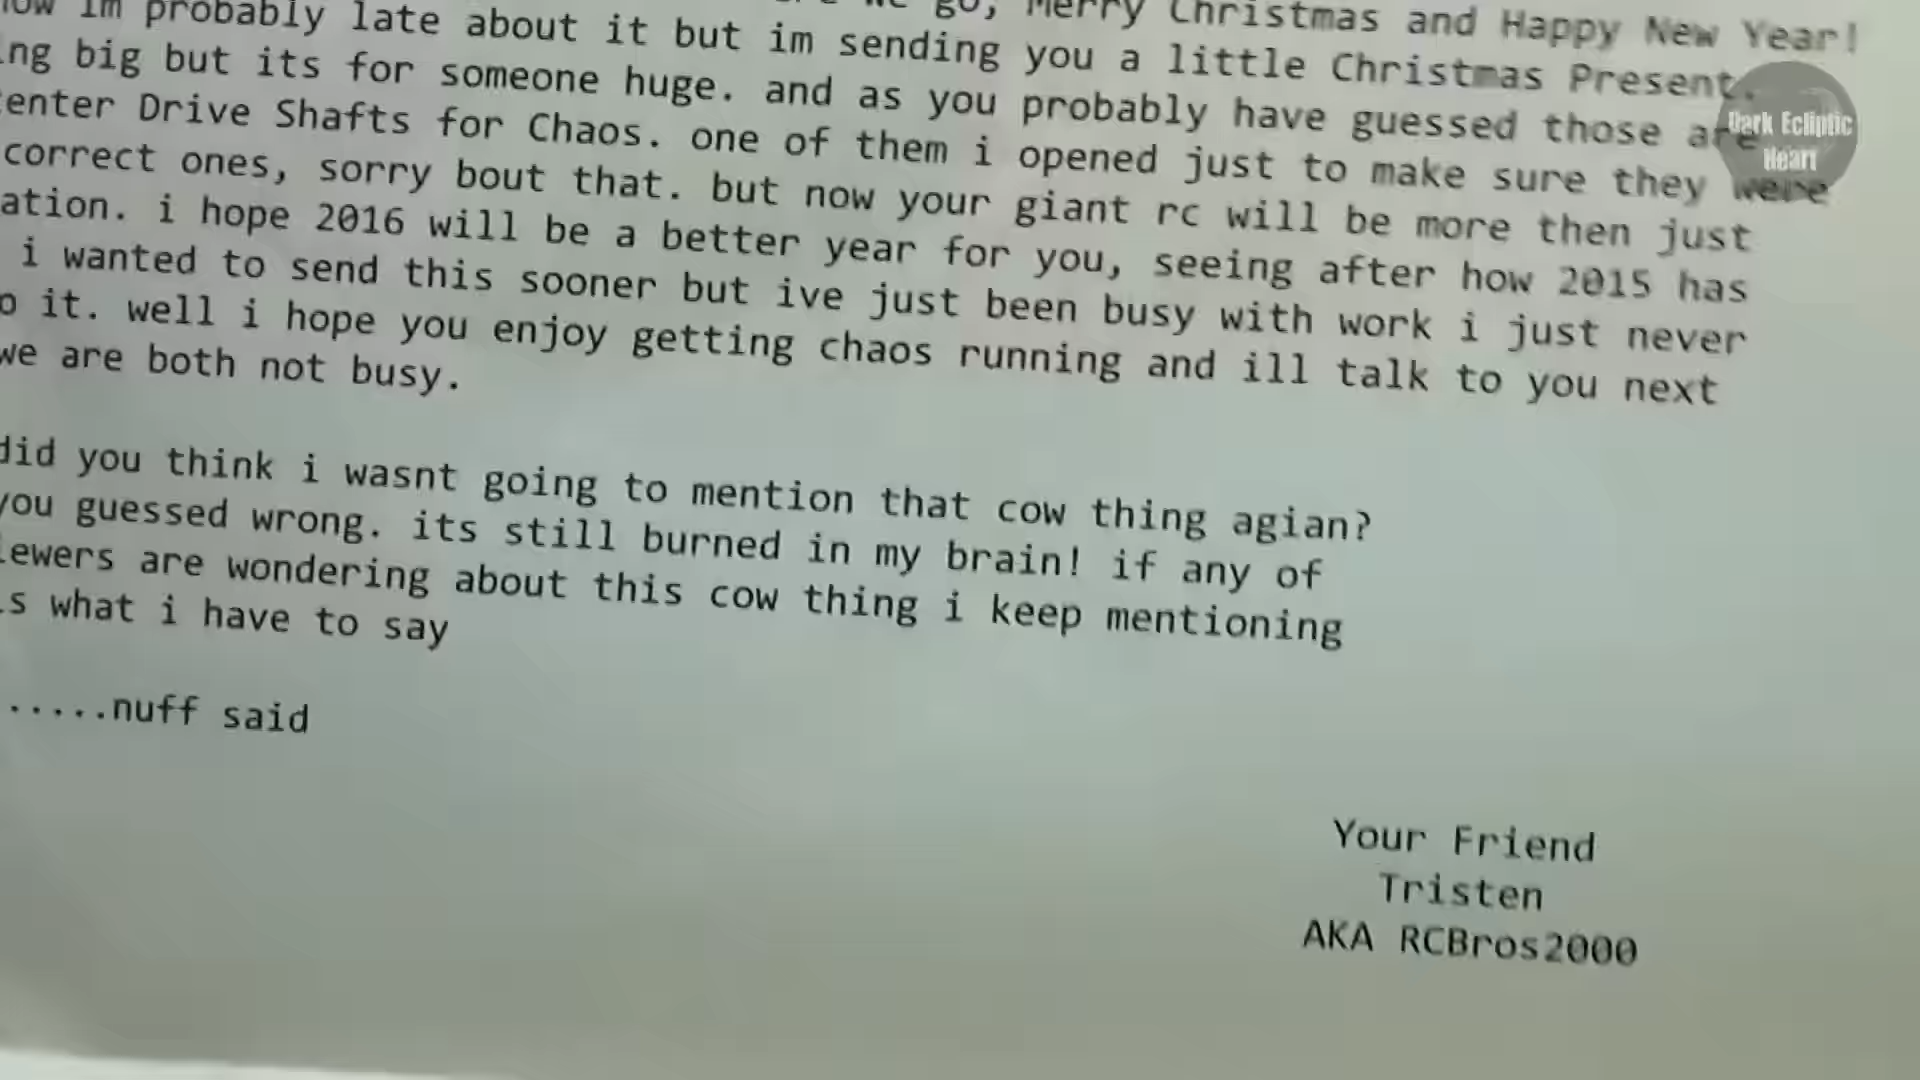 im probably late about it but im sending you a little Christmas Present.
go, Merry Christmas and Happy New Year!
big but its for someone huge. and as you probably have guessed those are
Drive Shafts for Chaos. one of them i opened just to make sure they were
correct ones, sorry bout that. but now your giant rc will be more then just
ation. i hope 2016 will be a better year for you, seeing after how 2015 has
i wanted to send this sooner but ive just been busy with work i just never
it. well i hope you enjoy getting chaos running and ill talk to you next
we are both not busy.
did you think i wasnt going to mention that cow thing agian?
you guessed wrong. its still burned in my brain! if any of
ewers are wondering about this cow thing i keep mentioning
s what i have to say
.....nuff said
Your Friend
Tristen
AKA RCBros2000
Dark Ecliptic
Heart